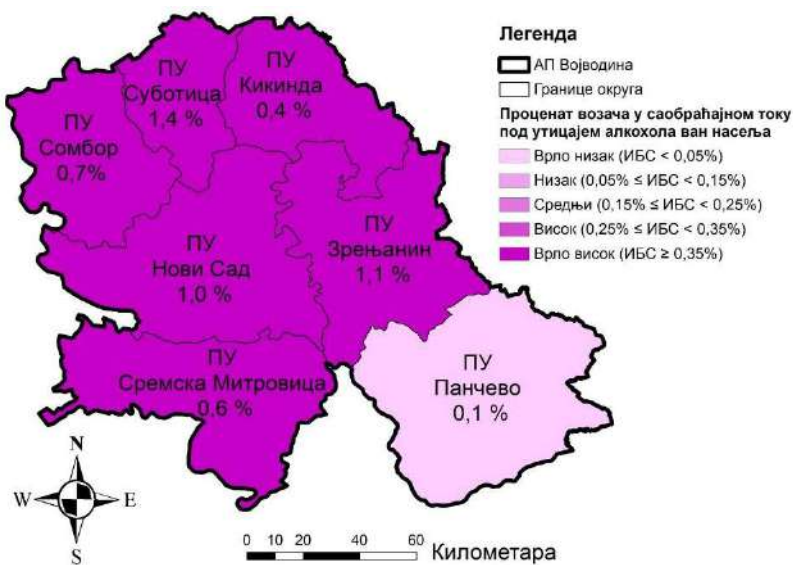 ПУ
Суботица
1,4 %
ПУ
Кикинда
0,4 %
ПУ
Сомбор
0,7%
ПУ
Нови Сад
1,0 %
ПУ
Зрењанин
1,1 %
ПУ
Сремска Митровица
0,6 %
ПУ
Панчево
0,1 %
Легенда
АП Војводина
Границе округа
Проценат возача у саобраћајном току
под утицајем алкохола ван насеља
Врло низак (ИБС < 0,05%)
Низак (0,05% ≤ ИБС < 0,15%)
Средњи (0,15% ≤ ИБС < 0,25%)
Висок (0,25% ≤ ИБС < 0,35%)
Врло висок (ИБС ≥ 0,35%)
N
W E
S
0 10 20 40 60 Километара